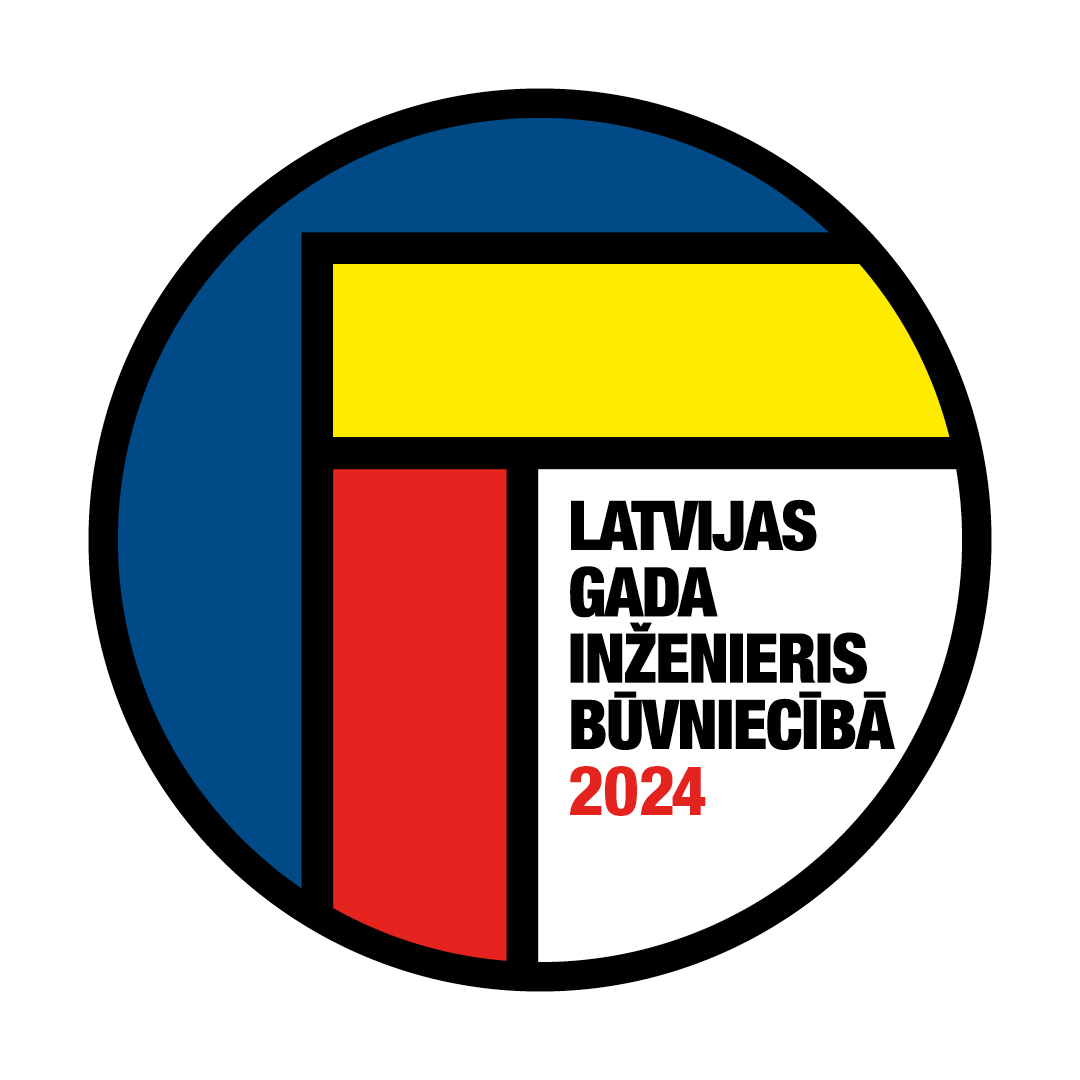 LATVIJAS
GADA
INŽENIERIS
BŪVNIECĪBĀ
2024